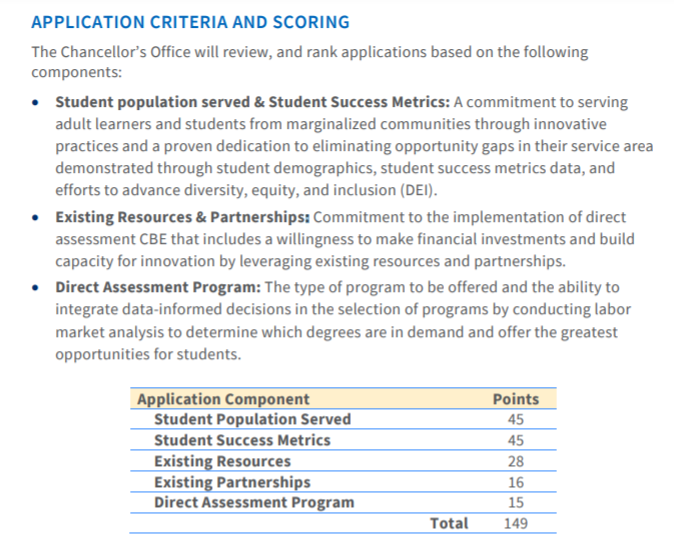 APPLICATION CRITERIA AND SCORING
The Chancellor's Office will review, and rank applications based on the following
components:
• Student population served & Student Success Metrics: A commitment to serving
adult learners and students from marginalized communities through innovative
practices and a proven dedication to eliminating opportunity gaps in their service area
demonstrated through student demographics, student success metrics data, and
efforts to advance diversity, equity, and inclusion (DEI).
• Existing Resources & Partnerships: Commitment to the implementation of direct
assessment CBE that includes a willingness to make financial investments and build
capacity for innovation by leveraging existing resources and partnerships.
• Direct Assessment Program: The type of program to be offered and the ability to
integrate data-informed decisions in the selection of programs by conducting labor
market analysis to determine which degrees are in demand and offer the greatest
opportunities for students.
Application Component Points
Student Population Served 45
Student Success Metrics 45
Existing Resources 28
Existing Partnerships 16
Direct Assessment Program 15
Total 149